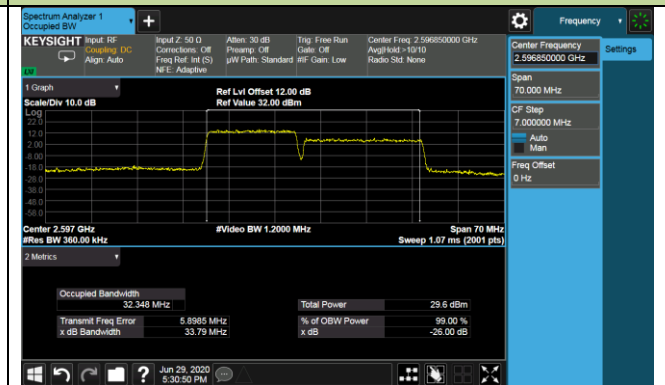 Spectrum Analyzer 1
Occupied BW
Frequency
KEYSIGHT
Input: RF
Coupling: DC
Align: Auto
Input Z: 50 Ω
Corrections: Off
Freq Ref: Int (S)
NFE: Adaptive
Atten: 30 dB
Preamp: Off
µW Path: Standard
Trig: Free Run
Gate: Off
#IF Gain: Low
Center Freq: 2.596850000 GHz
Avg|Hold:>10/10
Radio Std: None
Center Frequency
2.596850000 GHz
Settings
Span
70.000 MHz
CF Step
7.000000 MHz
Auto
Man
Freq Offset
0 Hz
1 Graph
Scale/Div 10.0 dB
Ref Lvl Offset 12.00 dB
Ref Value 32.00 dBm
Log
22.0
12.0
2.00
-8.00
-18.0
-28.0
-38.0
-48.0
-58.0
Center 2.597 GHz
#Res BW 360.00 kHz
#Video BW 1.2000 MHz
Span 70 MHz
Sweep 1.07 ms (2001 pts)
2 Metrics
Occupied Bandwidth
32.348 MHz
Total Power 29.6 dBm
Transmit Freq Error 5.8985 MHz
% of OBW Power 99.00 %
x dB Bandwidth 33.79 MHz
x dB -26.00 dB
?
Jun 29, 2020
5:30:50 PM